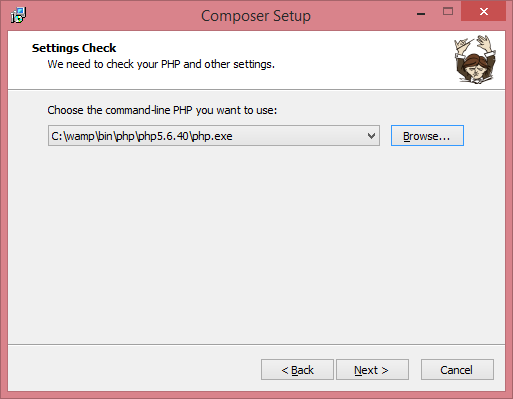 Composer Setup
Settings Check
We need to check your PHP and other settings.
Choose the command-line PHP you want to use:
C:\wamp\bin\php\php5.6.40\php.exe
Browse...
< Back
Next >
Cancel